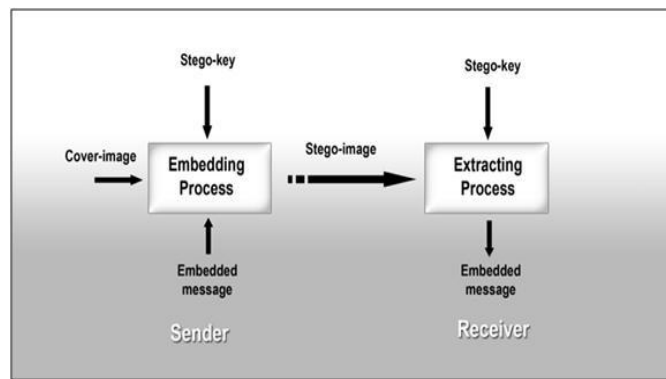 Stego-key
Stego-key
Cover-image
Embedding
Process
Stego-image
Extracting
Process
Embedded
message
Embedded
message
Sender
Receiver